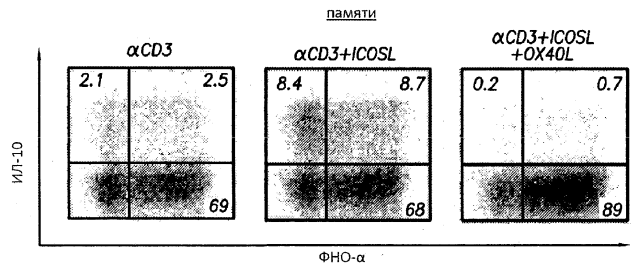 памяти
αCD3
αCD3+ICOSL
αCD3+ICOSL
+OX40L
2.1 2.5
69
8.4 8.7
68
0.2 0.7
89
ИЛ-10
ФНО-α